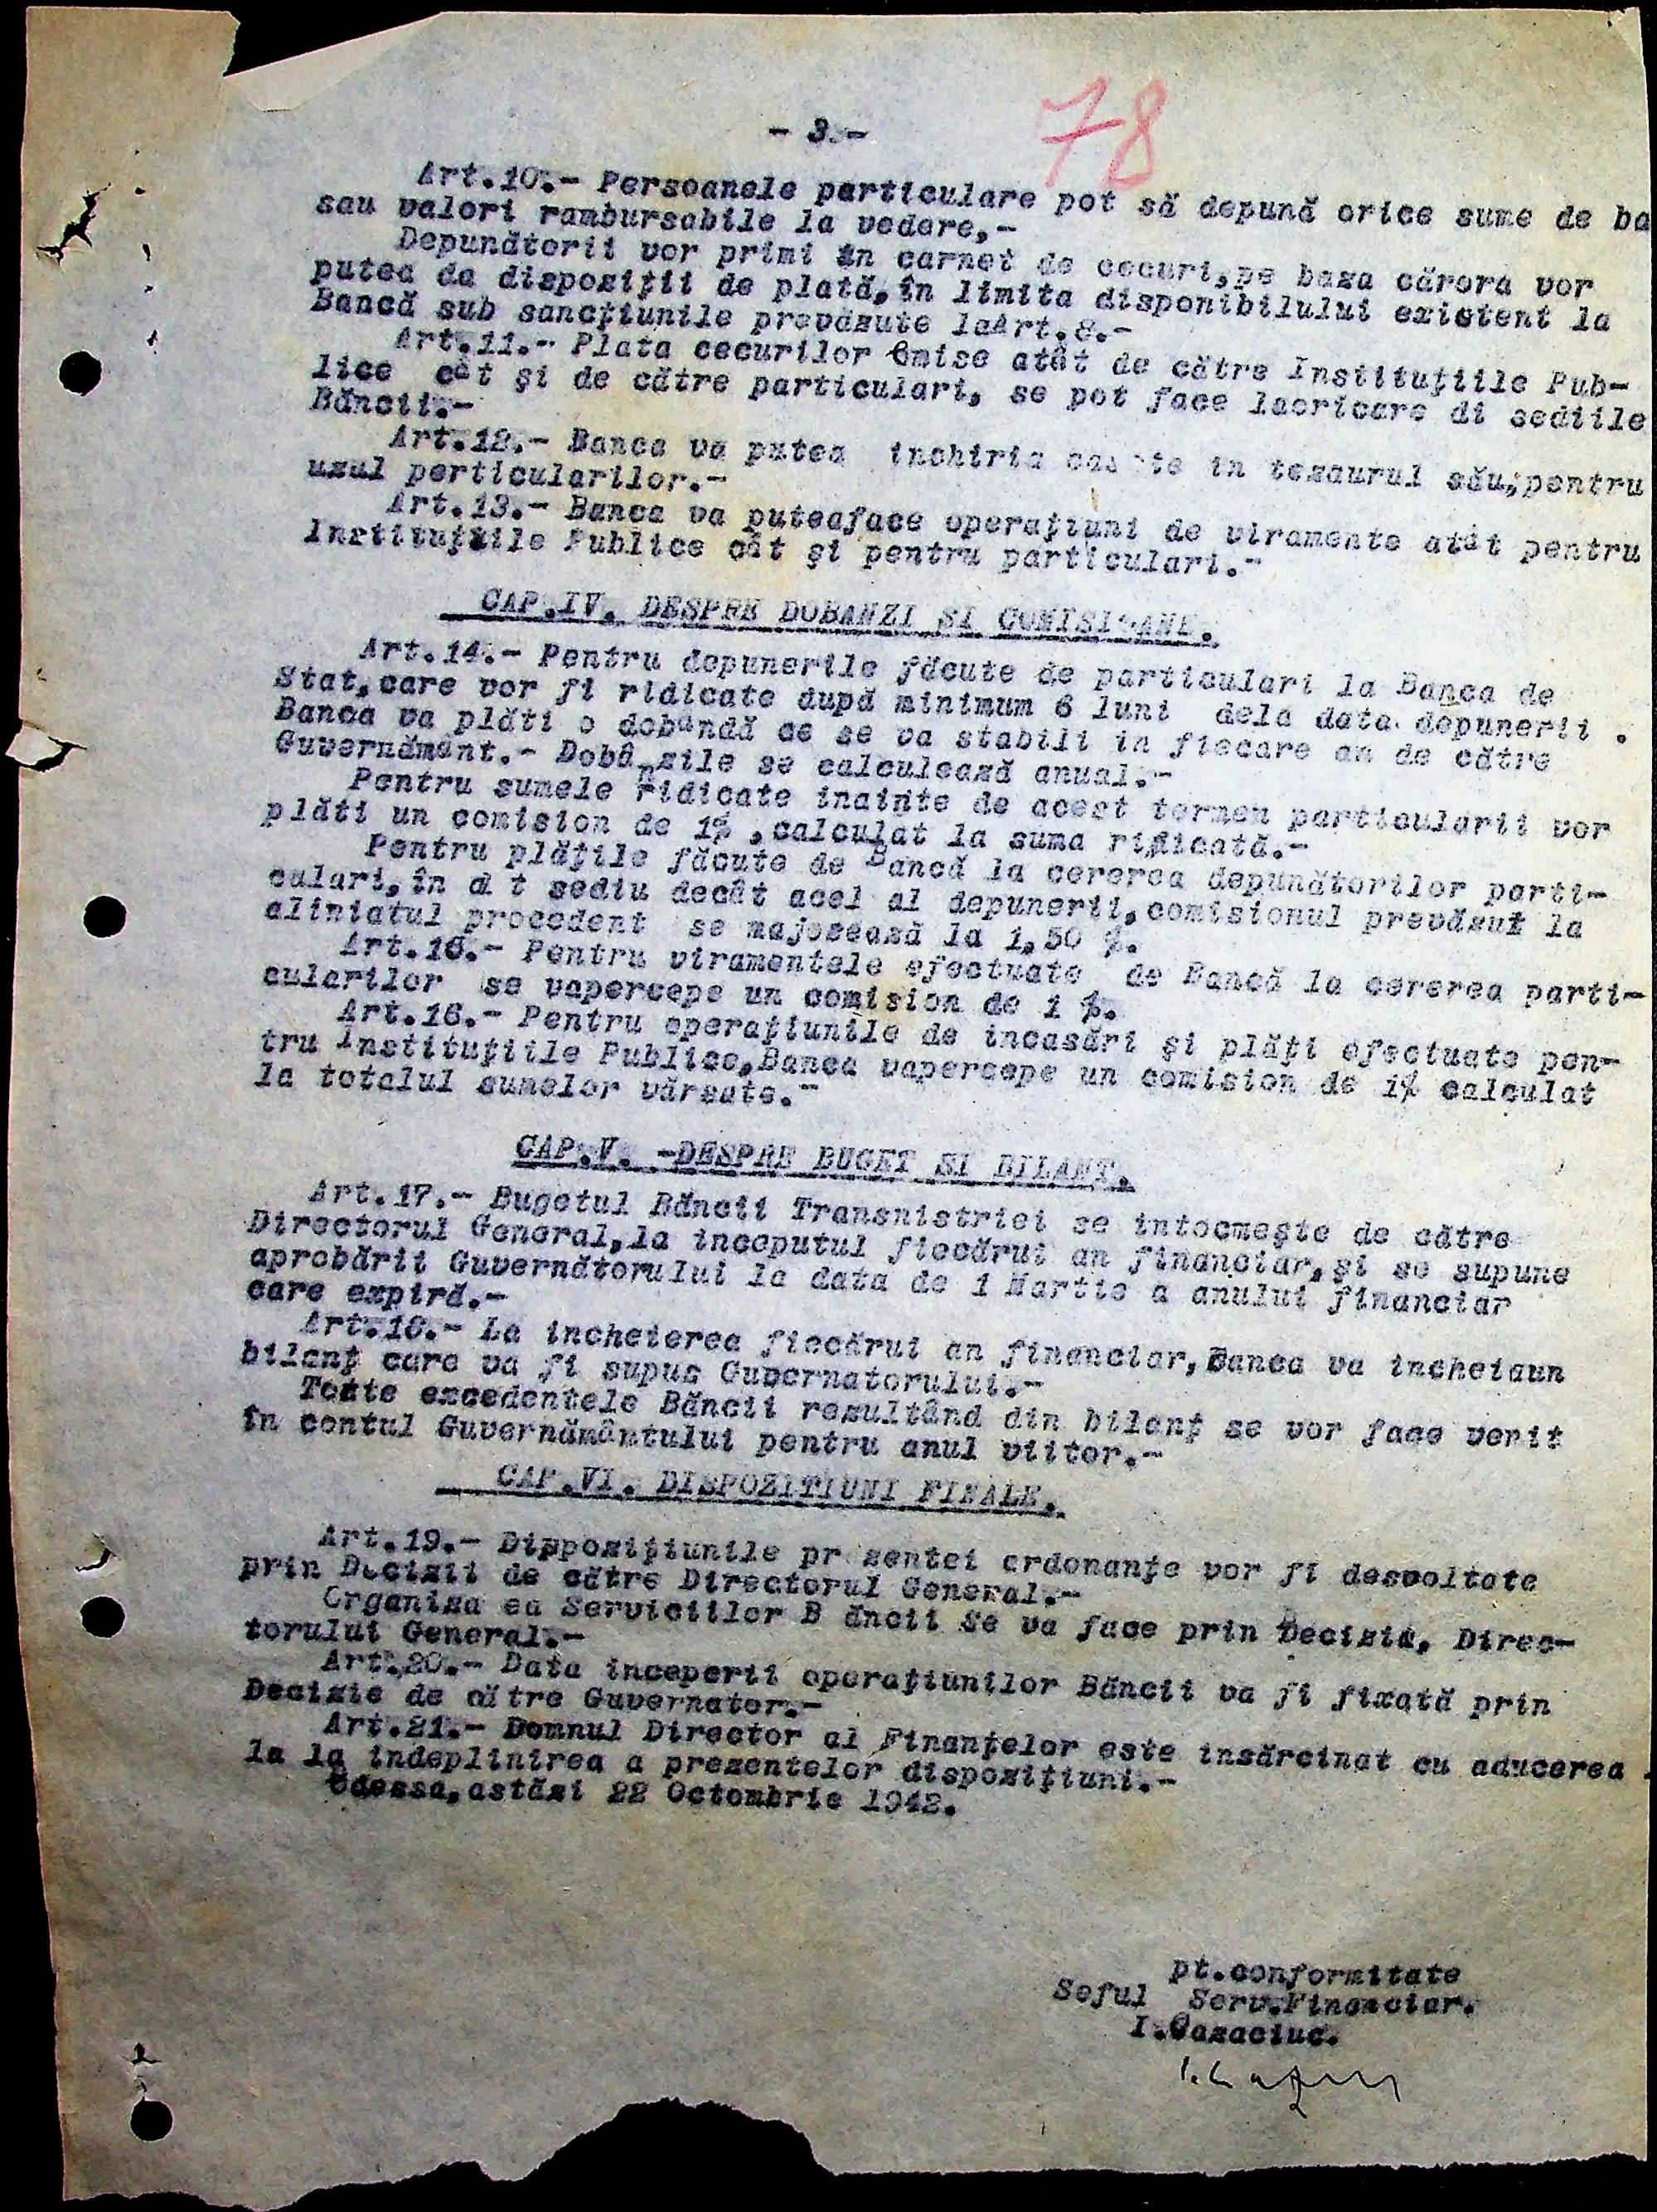 - 3.-
78
Art.10.- Persoanele particulare pot să depună orice sume de ba
sau valori rambursabile la vedere,-
Depunătorii vor primi un carnet de cecuri,pe baza cărora vor
putea da dispoziţii de plată,în limita disponibilului existent la
Bancă sub sancţiunile prevăzute laArt.8.-
Art.11.- Plata cecurilor emise atât de către Instituţiile Pub-
lice cât şi de către particulari, se pot face laoricare di sediile
Băncii.-
Art.12.- Banca va putea inchiria in tezaurul său,pentru
uzul perticularilor.-
Art.13.- Banca va puteaface operaţiuni de viramente atât pentru
Instituţiile Publice cât şi pentru particulari.-
CAP.IV. DESPRE DOBANZI SI COMISIOANE.
Art.14.- Pentru depunerile făcute de particulari la Banca de
Stat,care vor fi ridicate după minimum 6 luni dela data depunerii .
Banca va plăti o dobândă ce se va stabili in fiecare an de către
Guvernământ.- Dobânzile se calculează anual.-
Pentru sumele ridicate inainte de acest termen particularii vor
plăti un comision de 1% ,calculat la suma ridicată.-
Pentru plăţile făcute de Bancă la cererea depunătorilor parti-
culari,în al t sediu decât acel al depunerii,comisionul prevăzut la
aliniatul procedent se majorează la 1,50 %.
Art.15.- Pentru viramentele efectuate de Bancă la cererea parti-
cularilor se vapercepe un comision de 1 %.
Art.16.- Pentru operaţiunile de incasări şi plăţi efectuate pen-
tru Instituţiile Publice,Banca vapercepe un comision de 1% calculat
la totalul sumelor vărsate.-
CAP.V. -DESPRE BUGET SI BILANT.
Art.17.- Bugetul Băncii Transnistriei se intocmeşte de către
Directorul General,la inceputul fiecărui an financiar,şi se supune
aprobării Guvernătorului la data de 1 Martie a anului financiar
care expiră.-
Art.18.- La incheierea fiecărui an financiar,Banca va incheiaun
bilanţ care va fi supus Guvernatorului.-
Toate excedentele Băncii rezultând din bilanţ se vor face verit
în contul Guvernământului pentru anul viitor.-
CAP.VI. DISPOZITIUNI FINALE.
Art.19.- Dispoziţiunile pr zentei ordonanţe vor fi desvoltate
prin Decizii de către Directorul General.-
Organiza ea Serviciilor B ăncii se va face prin Decizia, Direc-
torului General.-
Art.20.- Data inceperii operaţiunilor Băncii va fi fixată prin
Decizie de către Guvernator.-
Art.21.- Domnul Director al Finanţelor este insărcinat cu aducerea .
la la indeplinirea a prezentelor dispoziţiuni.-
Odessa,astăzi 22 Octombrie 1942.
pt.conformitate
Seful Serv.Financiar.
I.Cazaciuc.